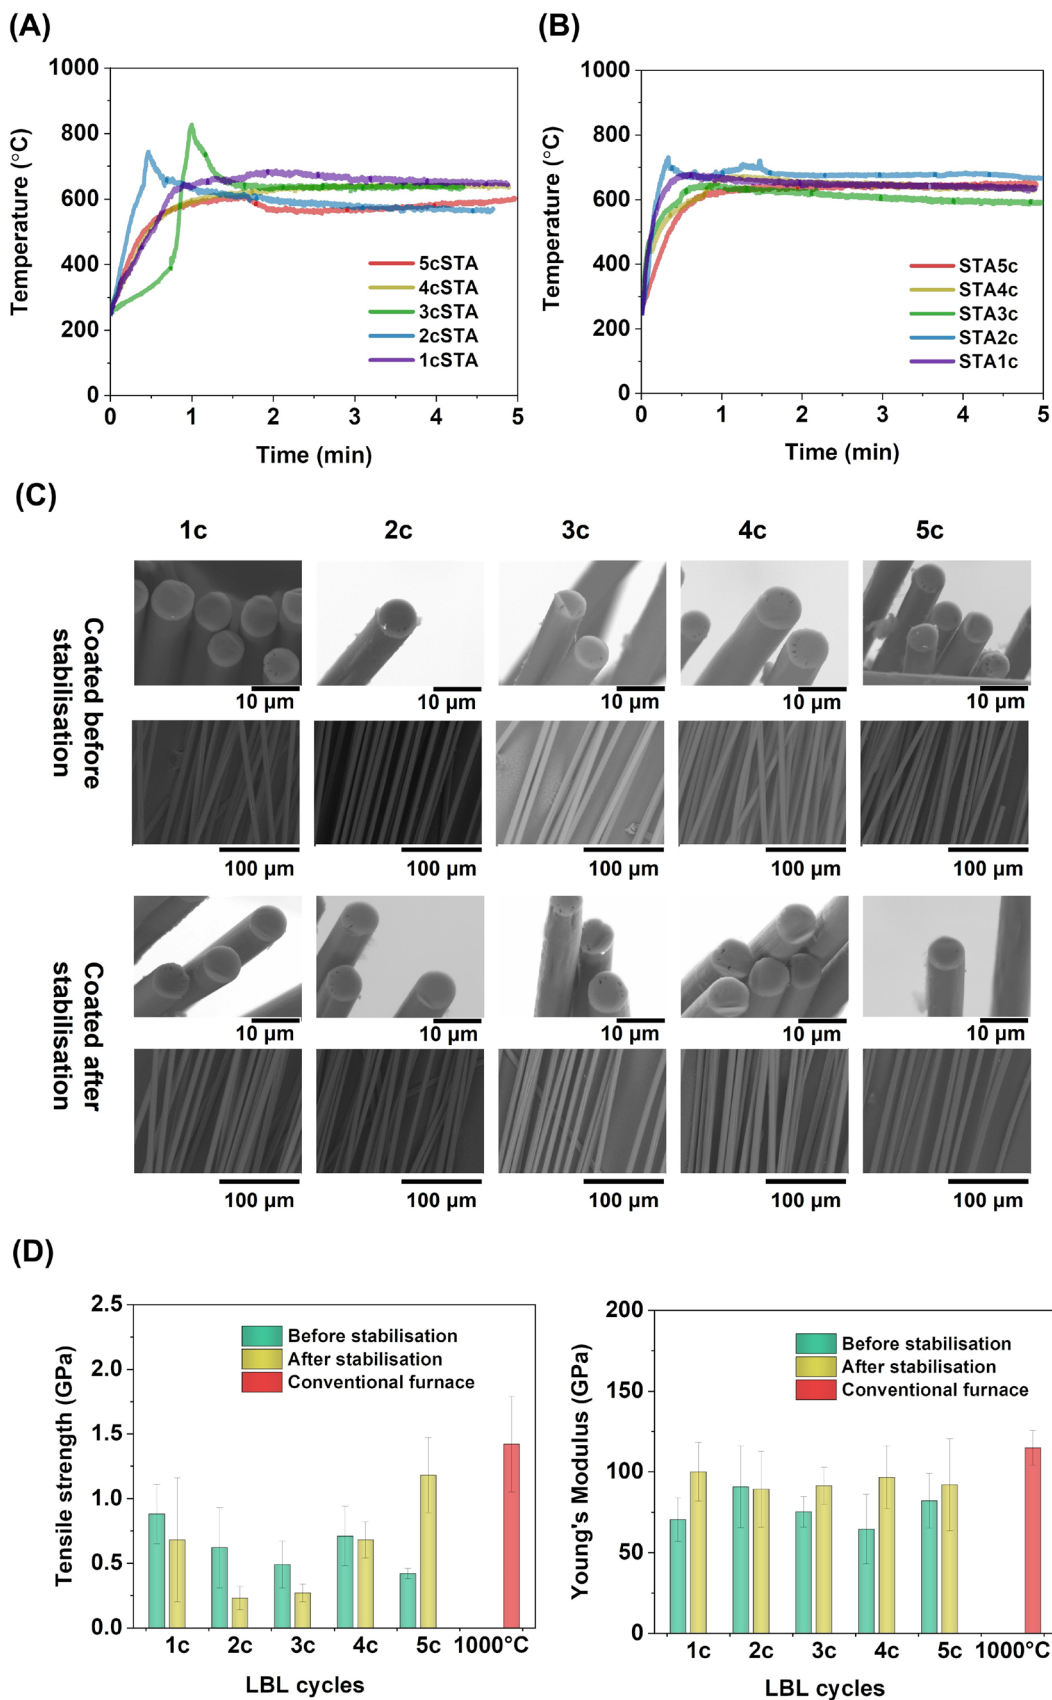 (A)
(B)
1000
800
600
400
200
0
Temperature (°C)
5cSTA
4cSTA
3cSTA
2cSTA
1cSTA
0
1
2
3
4
5
Time (min)
1000
800
600
400
200
0
Temperature (°C)
STA5c
STA4c
STA3c
STA2c
STA1c
0
1
2
3
4
5
Time (min)
(C)
1c
2c
3c
4c
5c
Coated before
stabilisation
10 µm
10 µm
10 µm
10 µm
10 µm
100 µm
100 µm
100 µm
100 µm
100 µm
Coated after
stabilisation
10 µm
10 µm
10 µm
10 µm
10 µm
100 µm
100 µm
100 µm
100 µm
100 µm
(D)
2.5
2.0
1.5
1.0
0.5
0.0
Tensile strength (GPa)
Before stabilisation
After stabilisation
Conventional furnace
1c
2c
3c
4c
5c
1000°C
LBL cycles
200
150
100
50
0
Young's Modulus (GPa)
Before stabilisation
After stabilisation
Conventional furnace
1c
2c
3c
4c
5c
1000°C
LBL cycles